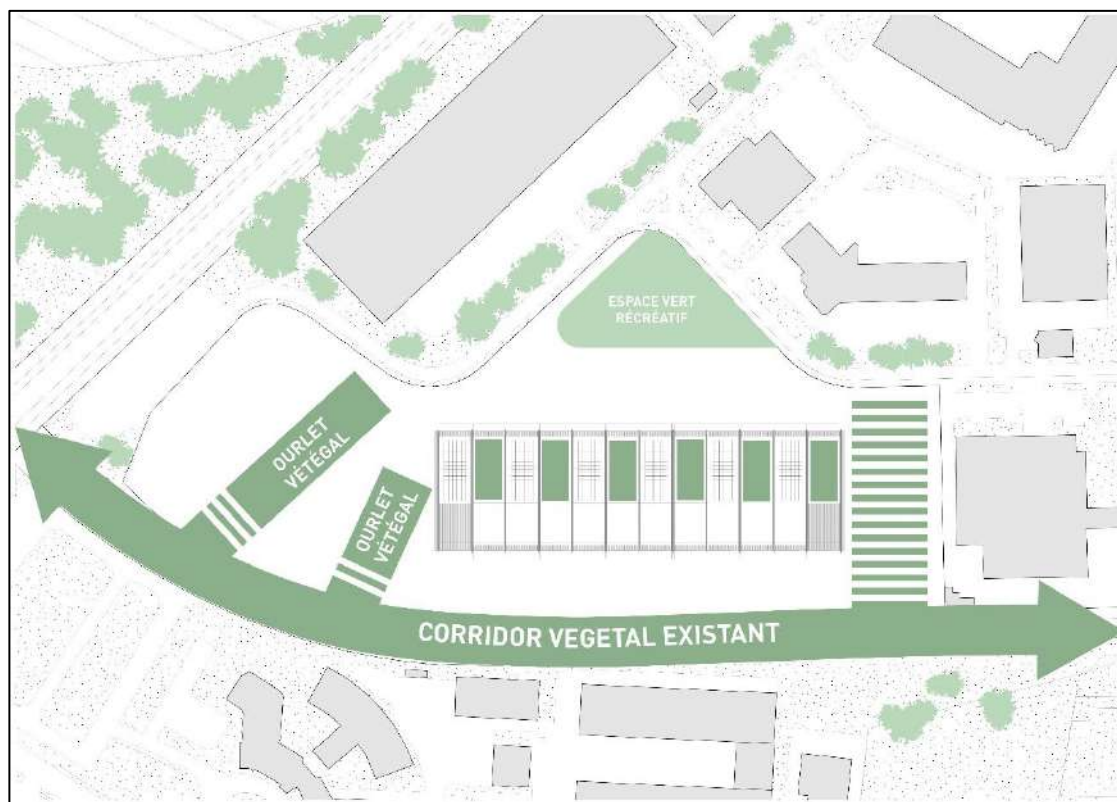 ESPACE VERT
RÉCRÉATIF
OURLET
VÉTÉGAL
OURLET
VÉTÉGAL
CORRIDOR VEGETAL EXISTANT